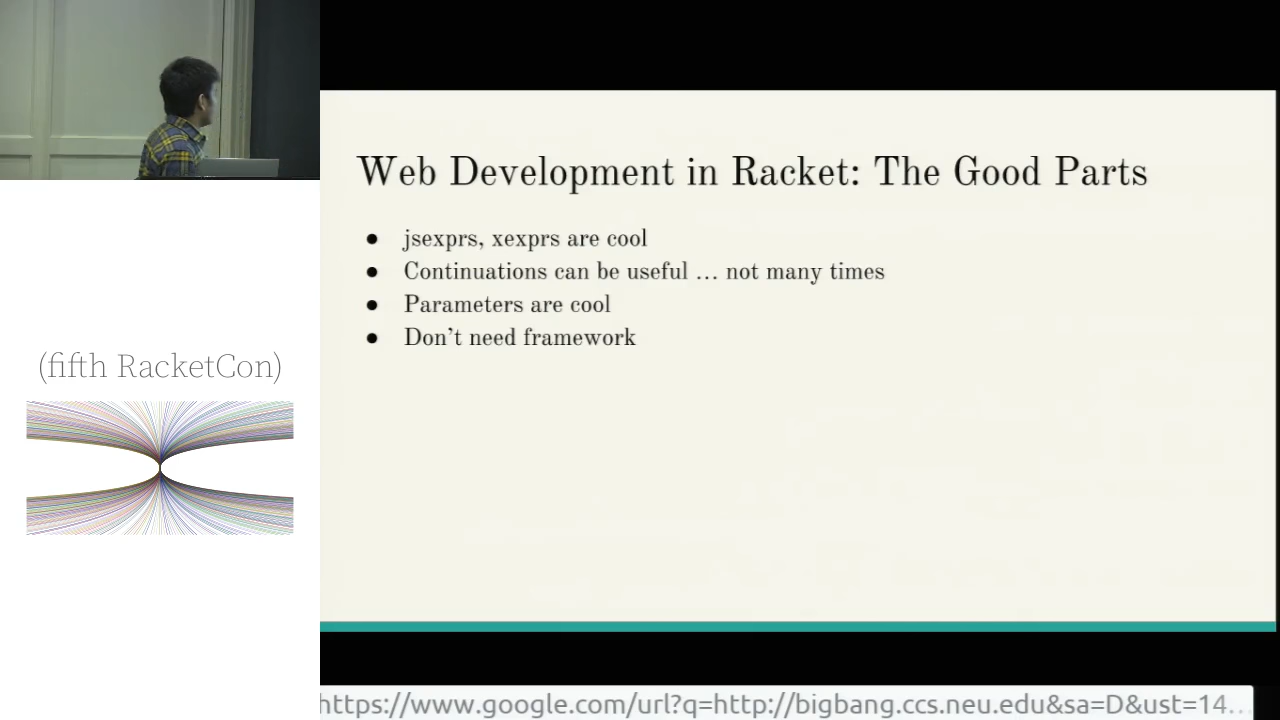 Web Development in Racket: The Good Parts
● jsexprs, xexprs are cool
● Continuations can be useful … not many times
● Parameters are cool
● Don't need framework
(fifth RacketCon)
https://www.google.com/url?q=http://bigbang.ccs.neu.edu&sa=D&ust=14…